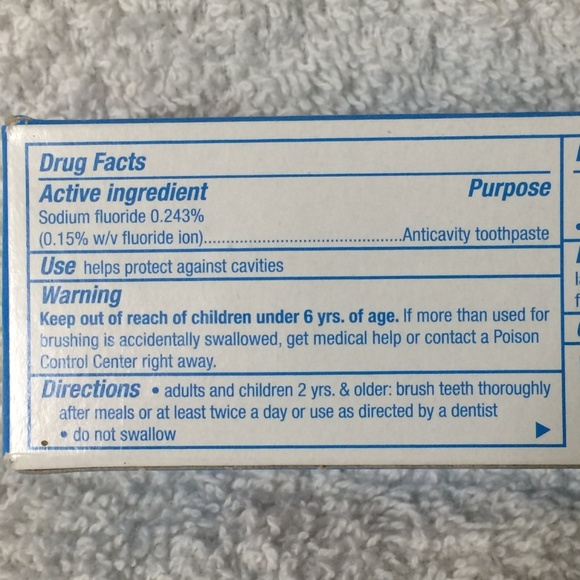 Drug Facts
Active ingredient Purpose
Sodium fluoride 0.243%
(0.15% w/v fluoride ion)..........................................Anticavity toothpaste
Use helps protect against cavities
Warning
Keep out of reach of children under 6 yrs. of age. If more than used for
brushing is accidentally swallowed, get medical help or contact a Poison
Control Center right away.
Directions • adults and children 2 yrs. & older: brush teeth thoroughly
after meals or at least twice a day or use as directed by a dentist
• do not swallow